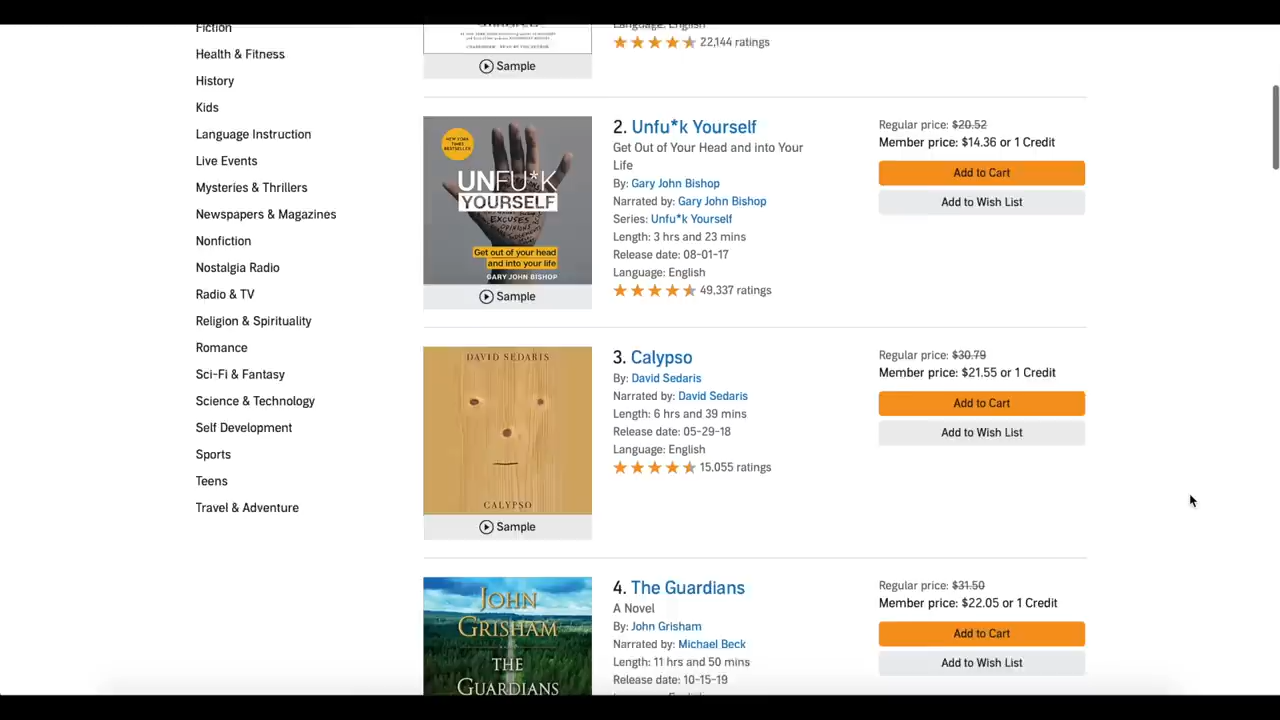 Fiction
Health & Fitness
History
Kids
Language Instruction
Live Events
Mysteries & Thrillers
Newspapers & Magazines
Nonfiction
Nostalgia Radio
Radio & TV
Religion & Spirituality
Romance
Sci-Fi & Fantasy
Science & Technology
Self Development
Sports
Teens
Travel & Adventure
Language: English
22,144 ratings
Sample
NEW YORK
TIMES
BESTSELLER
UNFU*K
YOURSELF
EXCUSES
OPINIONS
Get out of your head
and into your life
GARY JOHN BISHOP
Sample
2. Unfu*k Yourself
Get Out of Your Head and into Your
Life
By: Gary John Bishop
Narrated by: Gary John Bishop
Series: Unfu*k Yourself
Length: 3 hrs and 23 mins
Release date: 08-01-17
Language: English
49,337 ratings
Regular price: $20.52
Member price: $14.36 or 1 Credit
Add to Cart
Add to Wish List
DAVID SEDARIS
CALYPSO
Sample
3. Calypso
By: David Sedaris
Narrated by: David Sedaris
Length: 6 hrs and 39 mins
Release date: 05-29-18
Language: English
15,055 ratings
Regular price: $30.79
Member price: $21.55 or 1 Credit
Add to Cart
Add to Wish List
JOHN
GRISHAM
THE
GUARDIANS
4. The Guardians
A Novel
By: John Grisham
Narrated by: Michael Beck
Length: 11 hrs and 50 mins
Release date: 10-15-19
Regular price: $31.50
Member price: $22.05 or 1 Credit
Add to Cart
Add to Wish List